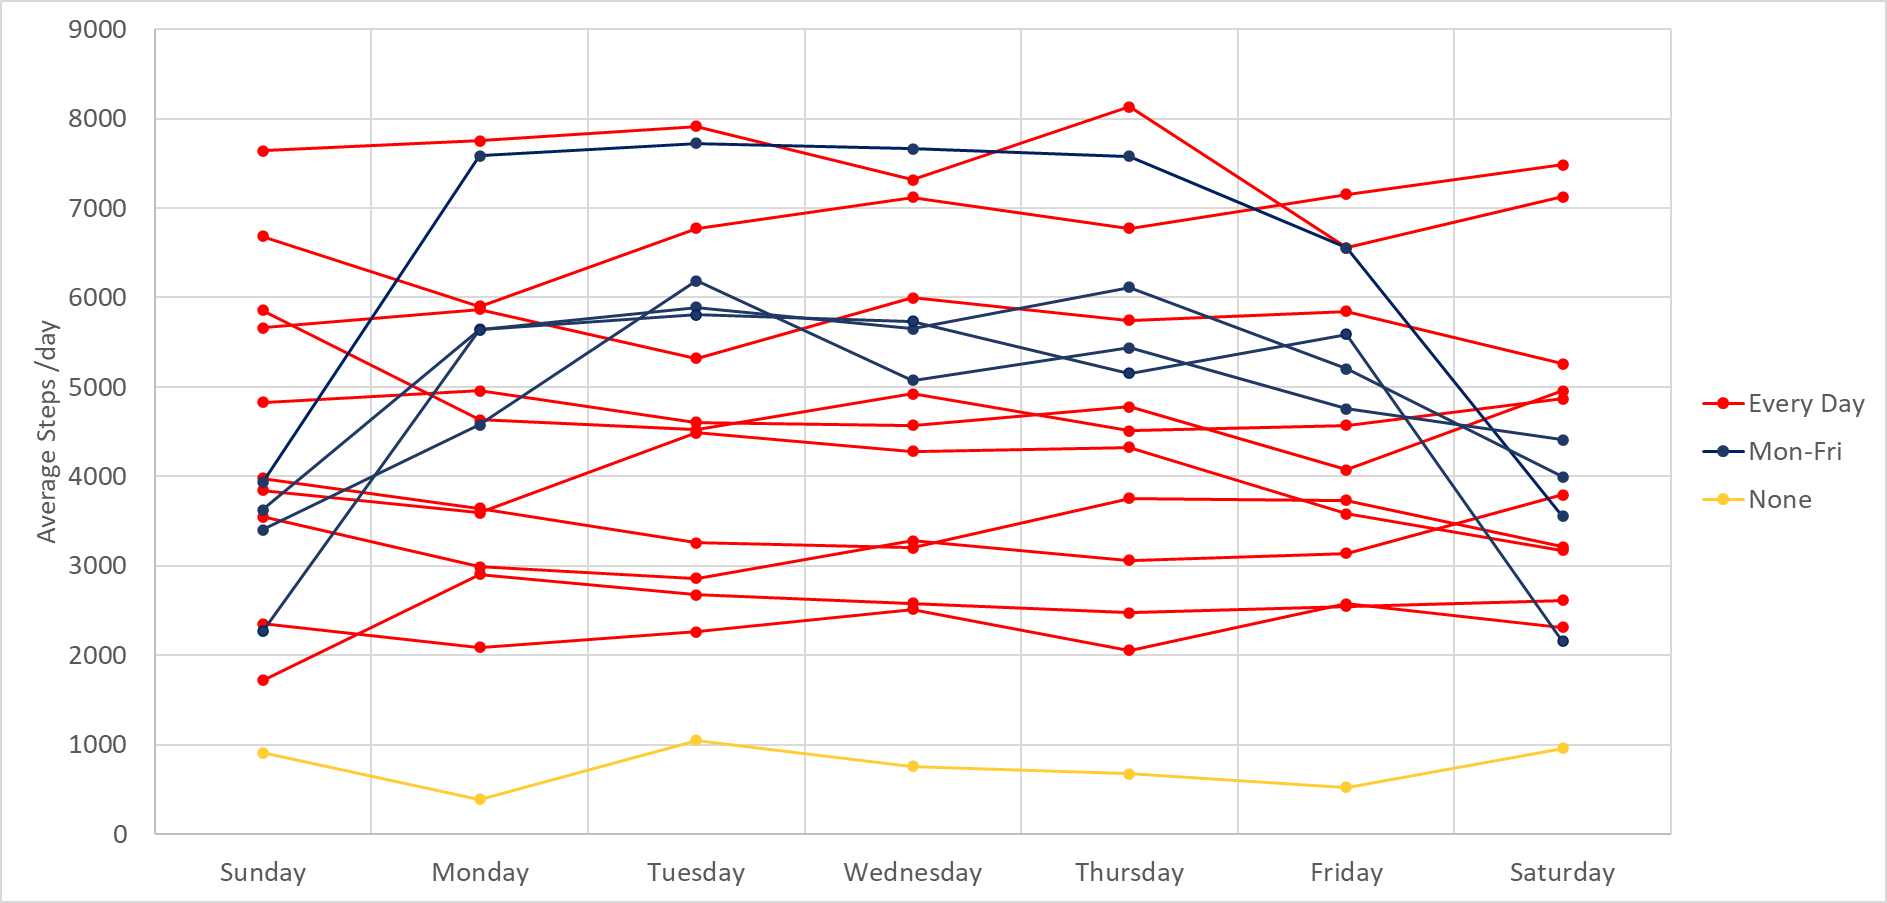 9000
8000
7000
6000
5000
4000
3000
2000
1000
0
Average Steps /day
Sunday Monday Tuesday Wednesday Thursday Friday Saturday
Every Day
Mon-Fri
None